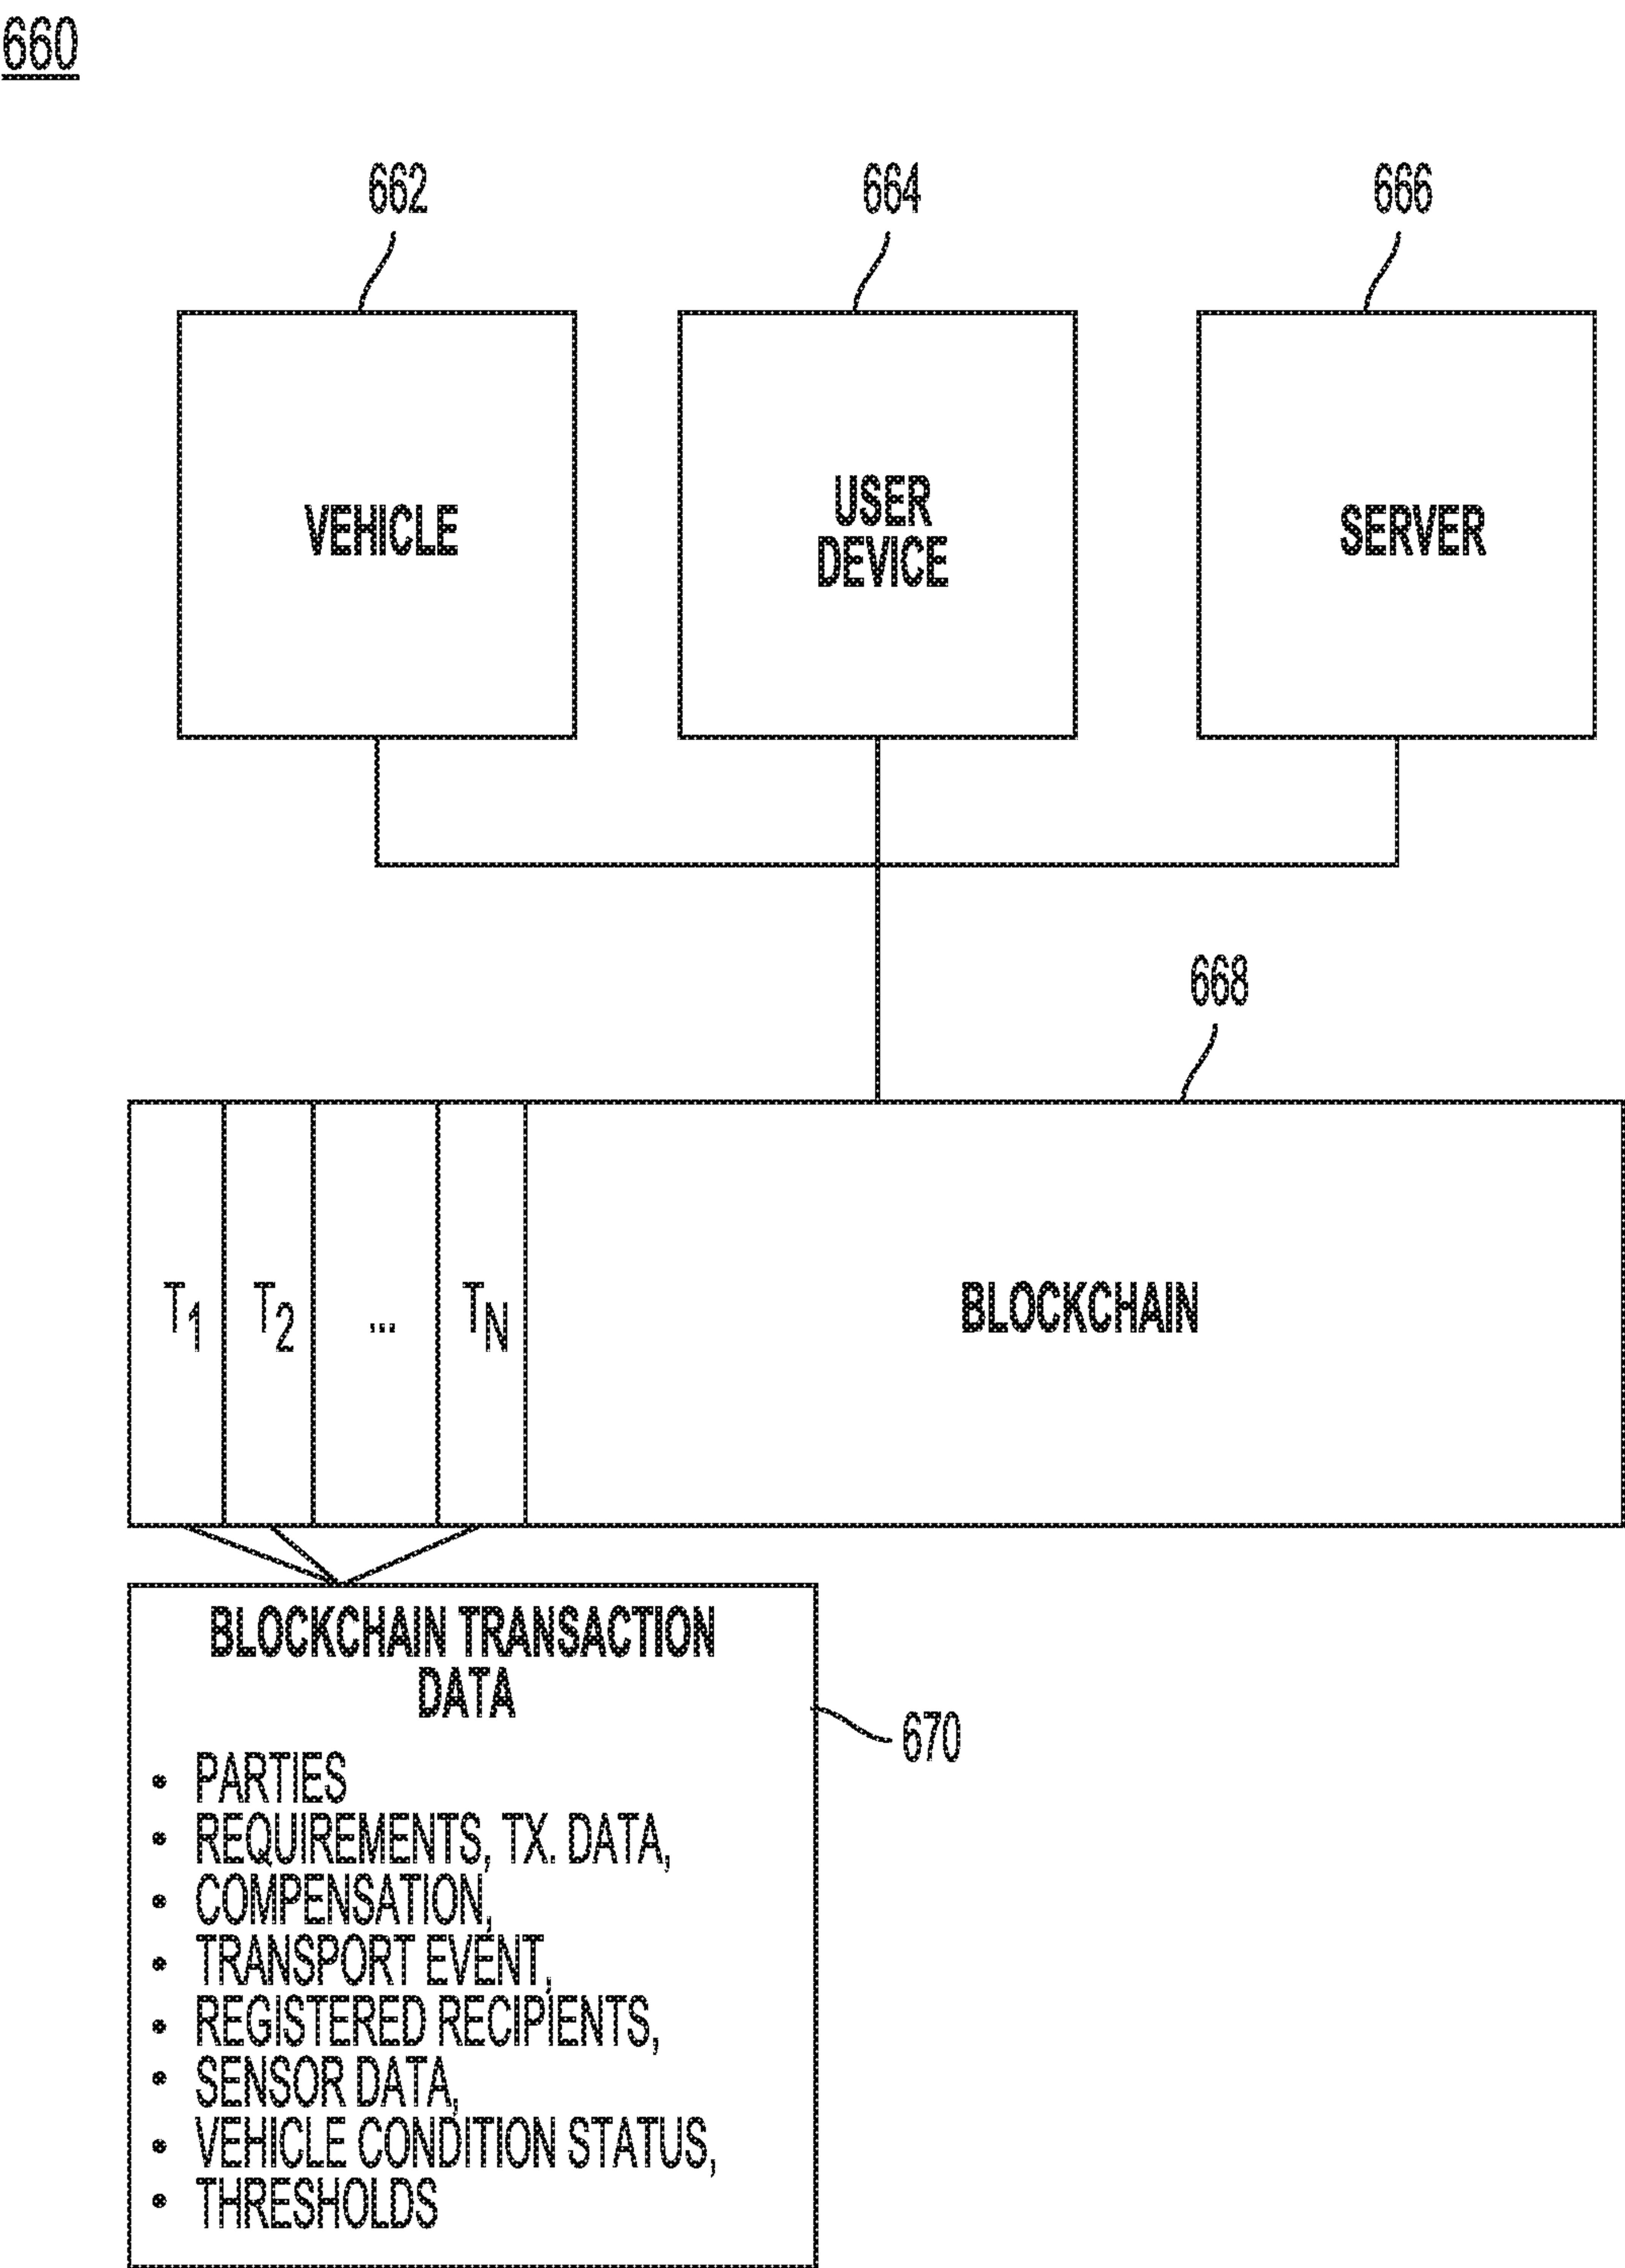 660
662
664
666
VEHICLE
USER
DEVICE
SERVER
668
T1
T2
...
TN
BLOCKCHAIN
BLOCKCHAIN TRANSACTION
DATA
670
• PARTIES
• REQUIREMENTS, TX. DATA,
• COMPENSATION,
• TRANSPORT EVENT,
• REGISTERED RECIPIENTS,
• SENSOR DATA,
• VEHICLE CONDITION STATUS,
• THRESHOLDS